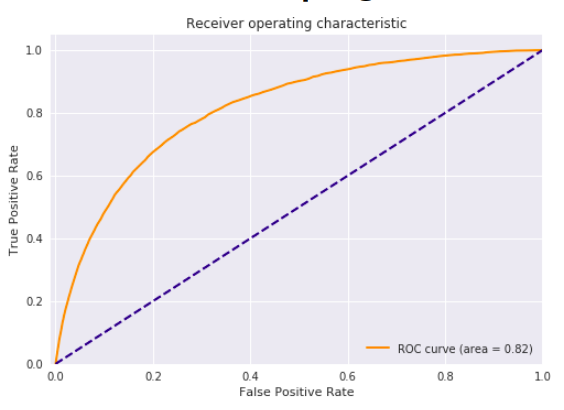 Receiver operating characteristic
1.0
0.8
0.6
0.4
0.2
0.0
True Positive Rate
ROC curve (area = 0.82)
0.0 0.2 0.4 0.6 0.8 1.0
False Positive Rate